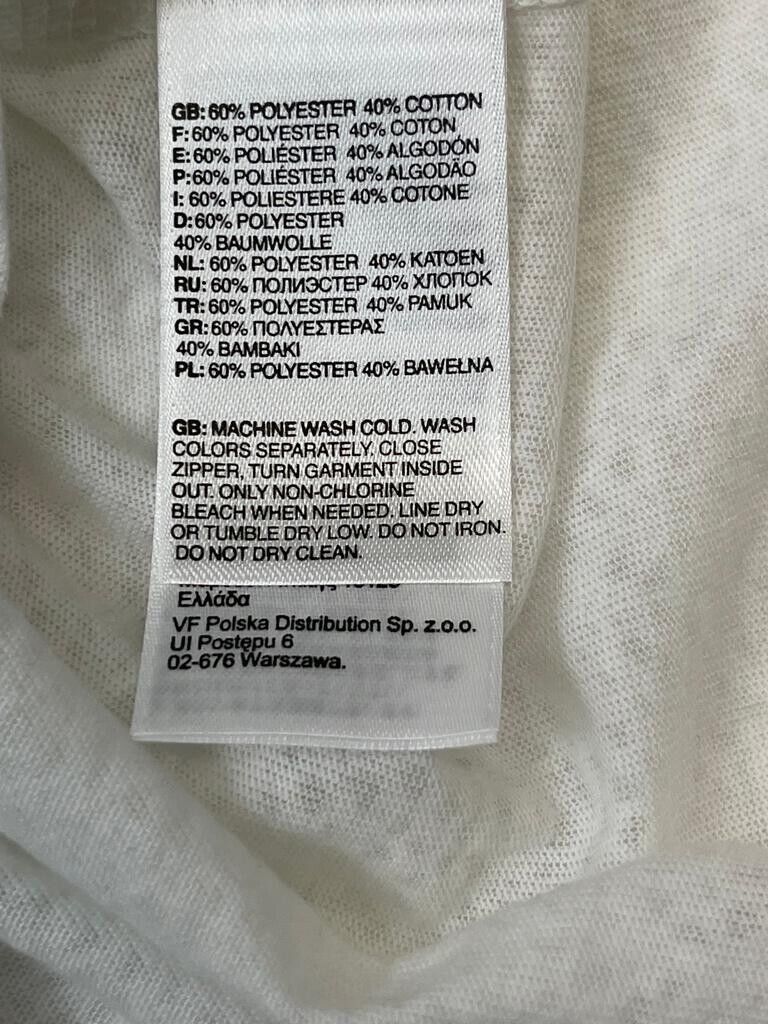 GB: 60% POLYESTER 40% COTTON
F: 60% POLYESTER 40% COTON
E: 60% POLIÉSTER 40% ALGODÓN
P: 60% POLIÉSTER 40% ALGODÃO
I: 60% POLIESTERE 40% COTONE
D: 60% POLYESTER
40% BAUMWOLLE
NL: 60% POLYESTER 40% KATOEN
RU: 60% ПОЛИЭСТЕР 40% ХЛОПОК
TR: 60% POLYESTER 40% PAMUK
GR: 60% ΠΟΛΥΕΣΤΕΡΑΣ
40% ΒΑΜΒΑΚΙ
PL: 60% POLYESTER 40% BAWEŁNA
GB: MACHINE WASH COLD. WASH
COLORS SEPARATELY. CLOSE
ZIPPER, TURN GARMENT INSIDE
OUT. ONLY NON-CHLORINE
BLEACH WHEN NEEDED. LINE DRY
OR TUMBLE DRY LOW. DO NOT IRON.
DO NOT DRY CLEAN.
Ελλάδα
VF Polska Distribution Sp. z.o.o.
Ul Postępu 6
02-676 Warszawa.